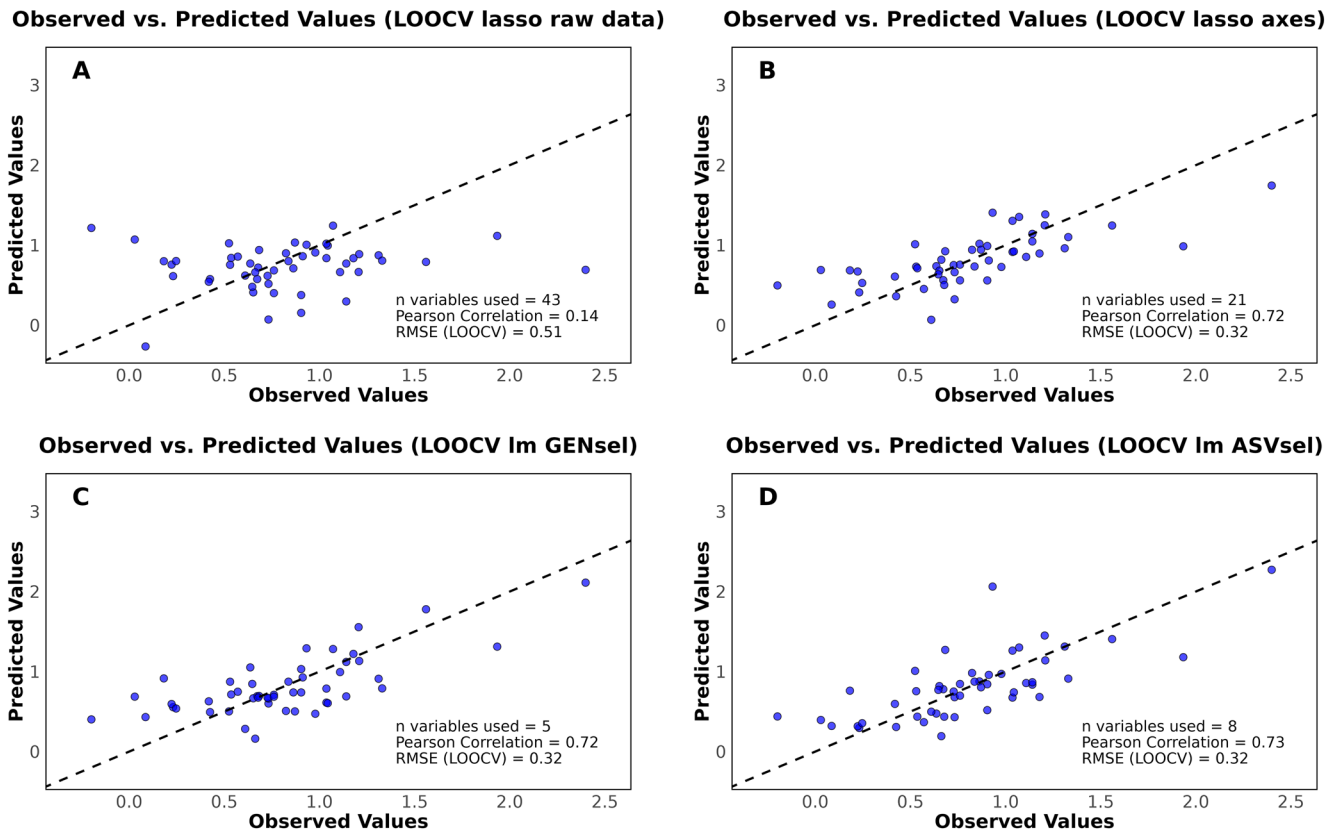 Observed vs. Predicted Values (LOOCV lasso raw data)
A
3
2
1
0
Predicted Values
n variables used = 43
Pearson Correlation = 0.14
RMSE (LOOCV) = 0.51
0.0 0.5 1.0 1.5 2.0 2.5
Observed Values
Observed vs. Predicted Values (LOOCV lasso axes)
B
3
2
1
0
Predicted Values
n variables used = 21
Pearson Correlation = 0.72
RMSE (LOOCV) = 0.32
0.0 0.5 1.0 1.5 2.0 2.5
Observed Values
Observed vs. Predicted Values (LOOCV lm GENsel)
C
3
2
1
0
Predicted Values
n variables used = 5
Pearson Correlation = 0.72
RMSE (LOOCV) = 0.32
0.0 0.5 1.0 1.5 2.0 2.5
Observed Values
Observed vs. Predicted Values (LOOCV lm ASVsel)
D
3
2
1
0
Predicted Values
n variables used = 8
Pearson Correlation = 0.73
RMSE (LOOCV) = 0.32
0.0 0.5 1.0 1.5 2.0 2.5
Observed Values